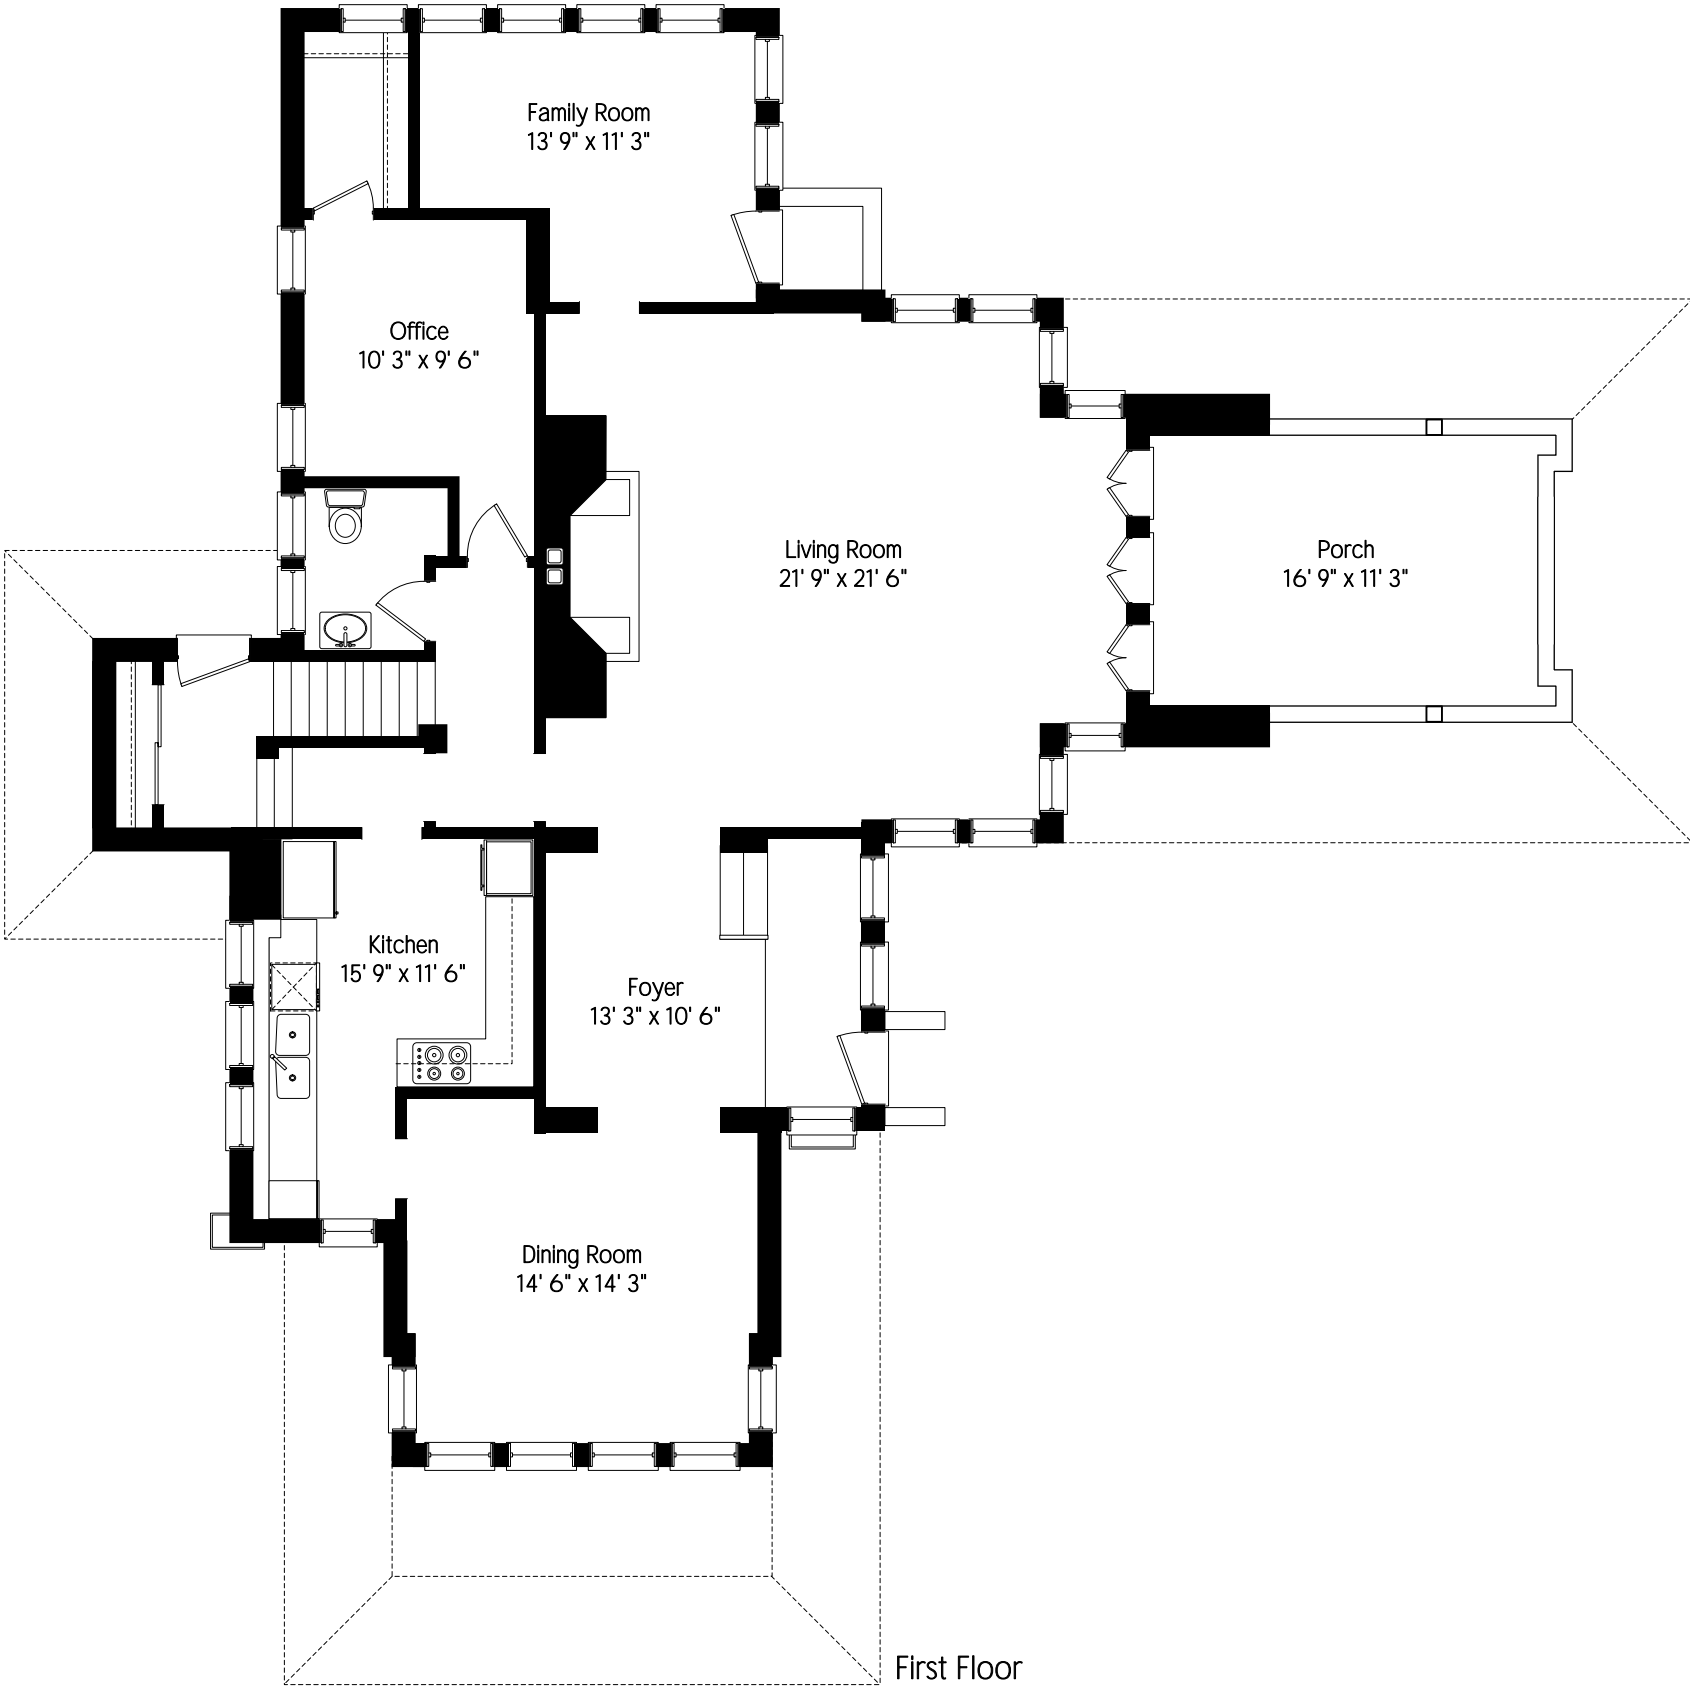 Family Room
13' 9" x 11' 3"
Office
10' 3" x 9' 6"
Living Room
21' 9" x 21' 6"
Porch
16' 9" x 11' 3"
Kitchen
15' 9" x 11' 6"
Foyer
13' 3" x 10' 6"
Dining Room
14' 6" x 14' 3"
First Floor